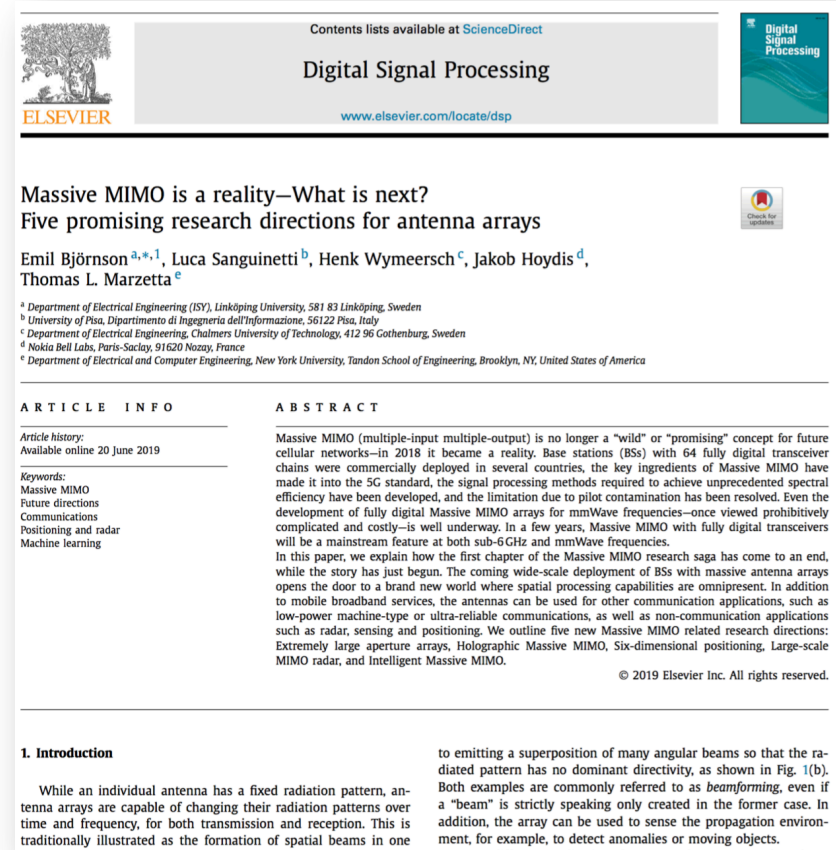 Contents lists available at ScienceDirect
Digital Signal Processing
www.elsevier.com/locate/dsp
ELSEVIER
Digital
Signal
Processing
Massive MIMO is a reality—What is next?
Five promising research directions for antenna arrays
Check for
updates
Emil Björnson a,*,1, Luca Sanguinetti b, Henk Wymeersch c, Jakob Hoydis d,
Thomas L. Marzetta e
a Department of Electrical Engineering (ISY), Linköping University, 581 83 Linköping, Sweden
b University of Pisa, Dipartimento di Ingegneria dell'Informazione, 56122 Pisa, Italy
c Department of Electrical Engineering, Chalmers University of Technology, 412 96 Gothenburg, Sweden
d Nokia Bell Labs, Paris-Saclay, 91620 Nozay, France
e Department of Electrical and Computer Engineering, New York University, Tandon School of Engineering, Brooklyn, NY, United States of America
ARTICLE INFO
Article history:
Available online 20 June 2019
Keywords:
Massive MIMO
Future directions
Communications
Positioning and radar
Machine learning
ABSTRACT
Massive MIMO (multiple-input multiple-output) is no longer a "wild" or "promising" concept for future
cellular networks—in 2018 it became a reality. Base stations (BSs) with 64 fully digital transceiver
chains were commercially deployed in several countries, the key ingredients of Massive MIMO have
made it into the 5G standard, the signal processing methods required to achieve unprecedented spectral
efficiency have been developed, and the limitation due to pilot contamination has been resolved. Even the
development of fully digital Massive MIMO arrays for mmWave frequencies—once viewed prohibitively
complicated and costly—is well underway. In a few years, Massive MIMO with fully digital transceivers
will be a mainstream feature at both sub-6 GHz and mmWave frequencies.
In this paper, we explain how the first chapter of the Massive MIMO research saga has come to an end,
while the story has just begun. The coming wide-scale deployment of BSs with massive antenna arrays
opens the door to a brand new world where spatial processing capabilities are omnipresent. In addition
to mobile broadband services, the antennas can be used for other communication applications, such as
low-power machine-type or ultra-reliable communications, as well as non-communication applications
such as radar, sensing and positioning. We outline five new Massive MIMO related research directions:
Extremely large aperture arrays, Holographic Massive MIMO, Six-dimensional positioning, Large-scale
MIMO radar, and Intelligent Massive MIMO.
© 2019 Elsevier Inc. All rights reserved.
1. Introduction
While an individual antenna has a fixed radiation pattern, an-
tenna arrays are capable of changing their radiation patterns over
time and frequency, for both transmission and reception. This is
traditionally illustrated as the formation of spatial beams in one
to emitting a superposition of many angular beams so that the ra-
diated pattern has no dominant directivity, as shown in Fig. 1(b).
Both examples are commonly referred to as beamforming, even if
a "beam" is strictly speaking only created in the former case. In
addition, the array can be used to sense the propagation environ-
ment, for example, to detect anomalies or moving objects.